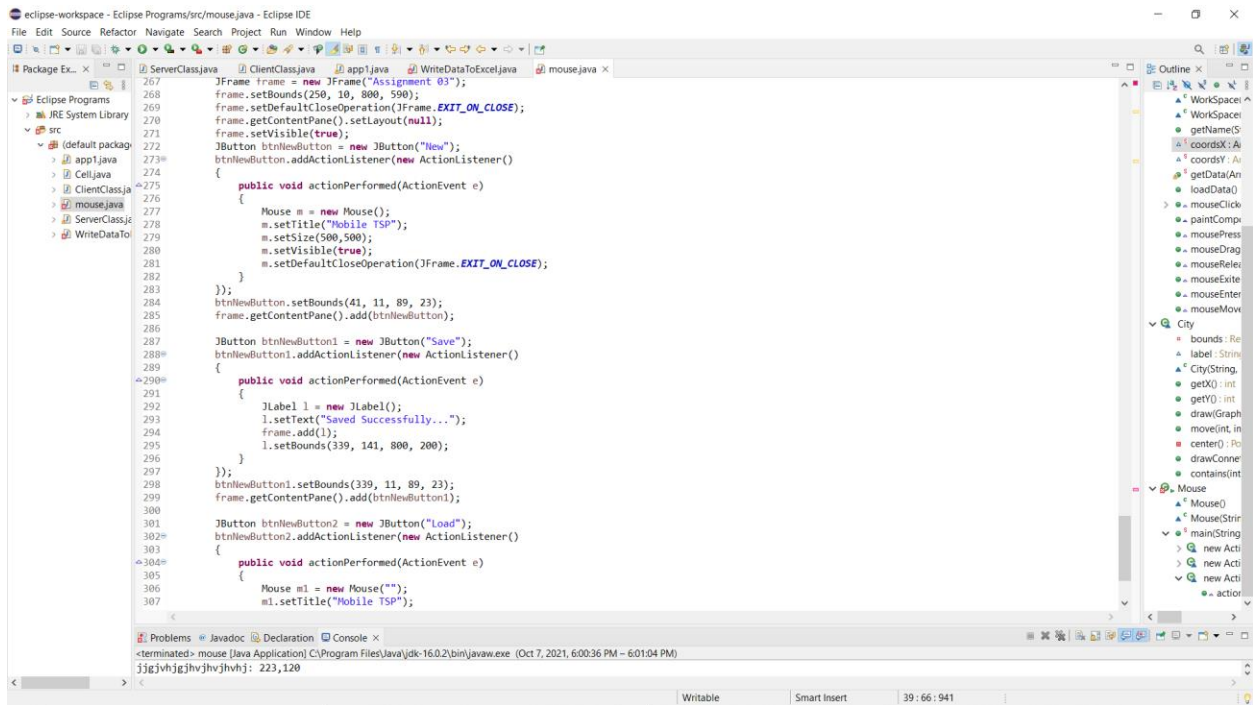 eclipse-workspace - Eclipse Programs/src/mouse.java - Eclipse IDE
File Edit Source Refactor Navigate Search Project Run Window Help
Package Ex...
Eclipse Programs
JRE System Library
src
(default packag
app1.java
Cell.java
ClientClass.ja
mouse.java
ServerClass.ja
WriteDataTo
ServerClass.java ClientClass.java app1.java WriteDataToExcel.java mouse.java
267 JFrame frame = new JFrame("Assignment 03");
268 frame.setBounds(250, 10, 800, 590);
269 frame.setDefaultCloseOperation(JFrame.EXIT_ON_CLOSE);
270 frame.getContentPane().setLayout(null);
271 frame.setVisible(true);
272 JButton btnNewButton = new JButton("New");
273 btnNewButton.addActionListener(new ActionListener()
274 {
275 public void actionPerformed(ActionEvent e)
276 {
277 Mouse m = new Mouse();
278 m.setTitle("Mobile TSP");
279 m.setSize(500,500);
280 m.setVisible(true);
281 m.setDefaultCloseOperation(JFrame.EXIT_ON_CLOSE);
282 }
283 });
284 btnNewButton.setBounds(41, 11, 89, 23);
285 frame.getContentPane().add(btnNewButton);
286
287 JButton btnNewButton1 = new JButton("Save");
288 btnNewButton1.addActionListener(new ActionListener()
289 {
290 public void actionPerformed(ActionEvent e)
291 {
292 JLabel l = new JLabel();
293 l.setText("Saved Successfully...");
294 frame.add(l);
295 l.setBounds(339, 141, 800, 200);
296 }
297 });
298 btnNewButton1.setBounds(339, 11, 89, 23);
299 frame.getContentPane().add(btnNewButton1);
300
301 JButton btnNewButton2 = new JButton("Load");
302 btnNewButton2.addActionListener(new ActionListener()
303 {
304 public void actionPerformed(ActionEvent e)
305 {
306 Mouse m1 = new Mouse("");
307 m1.setTitle("Mobile TSP");
Outline
WorkSpace
WorkSpace
getName(S
coordsX : A
coordsY : A
getData(Arr
loadData()
mouseClick
paintComp
mousePress
mouseDrag
mouseRelea
mouseExite
mouseEnter
mouseMove
City
bounds : Re
label : String
City(String,
getX() : int
getY() : int
draw(Graph
move(int, in
center() : Po
drawConne
contains(int
Mouse
Mouse()
Mouse(Strin
main(String
new Acti
new Acti
new Acti
action
Problems Javadoc Declaration Console
<terminated> mouse [Java Application] C:\Program Files\Java\jdk-16.0.2\bin\javaw.exe (Oct 7, 2021, 6:00:36 PM – 6:01:04 PM)
jjgjvhjgjhvjhvjhvhj: 223,120
Writable Smart Insert 39 : 66 : 941